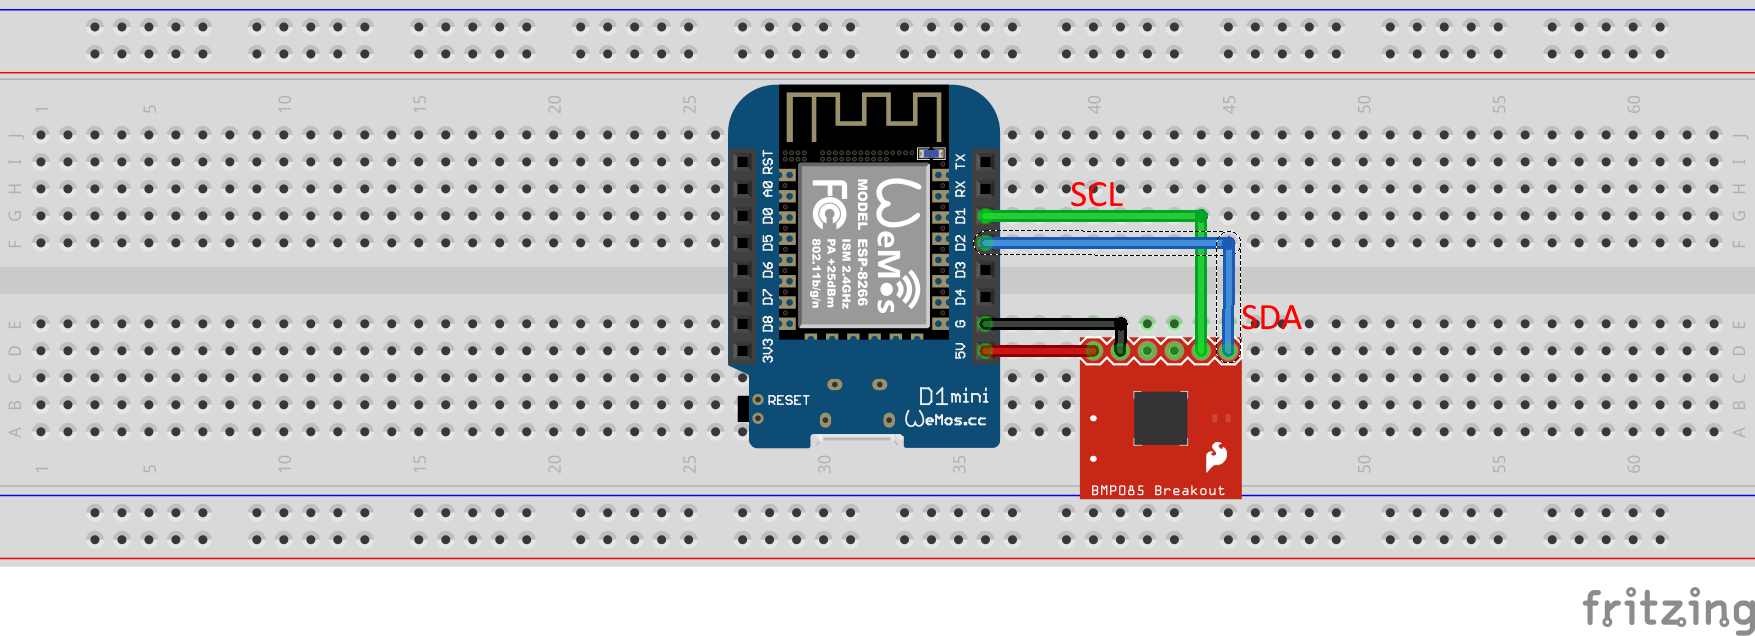 1 5 10 15 20 25 40 45 50 55 60
J J
I I
H H
G G
F F
E E
D D
C C
B B
A A
RST
A0
D0
D5
D6
D7
D8
3V3
TX
RX
D1
D2
D3
D4
G
5V
WeMos
MODEL ESP-8266
ISM 2.4GHz
PA +25dBm
802.11b/g/n
FC
RESET
D1mini
WeMos.cc
SCL
SDA
BMP085 Breakout
1 5 10 15 20 25 30 35 50 55 60
fritzing